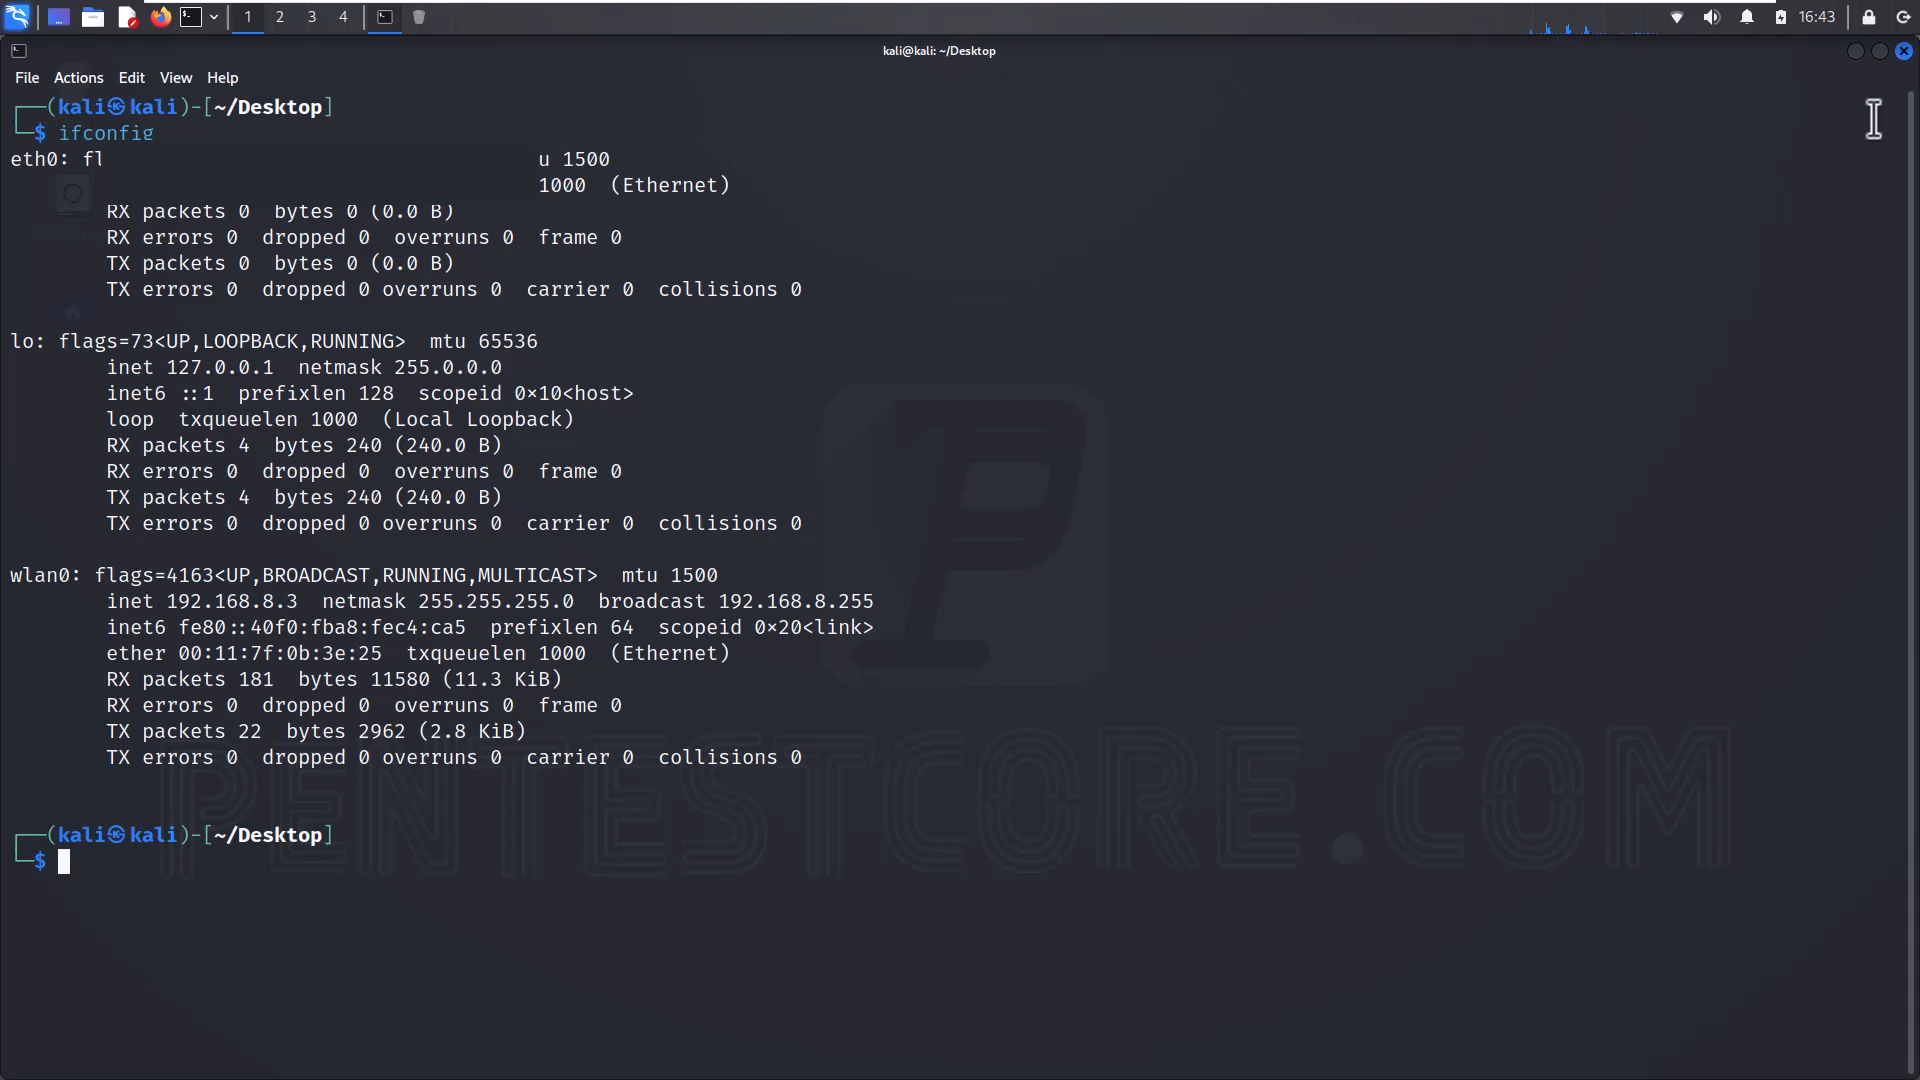 1 2 3 4 16:43
kali@kali: ~/Desktop
File Actions Edit View Help
┌──(kali㉿kali)-[~/Desktop]
└─$ ifconfig
eth0: fl u 1500
1000 (Ethernet)
RX packets 0 bytes 0 (0.0 B)
RX errors 0 dropped 0 overruns 0 frame 0
TX packets 0 bytes 0 (0.0 B)
TX errors 0 dropped 0 overruns 0 carrier 0 collisions 0
lo: flags=73<UP,LOOPBACK,RUNNING> mtu 65536
inet 127.0.0.1 netmask 255.0.0.0
inet6 ::1 prefixlen 128 scopeid 0×10<host>
loop txqueuelen 1000 (Local Loopback)
RX packets 4 bytes 240 (240.0 B)
RX errors 0 dropped 0 overruns 0 frame 0
TX packets 4 bytes 240 (240.0 B)
TX errors 0 dropped 0 overruns 0 carrier 0 collisions 0
wlan0: flags=4163<UP,BROADCAST,RUNNING,MULTICAST> mtu 1500
inet 192.168.8.3 netmask 255.255.255.0 broadcast 192.168.8.255
inet6 fe80::40f0:fba8:fec4:ca5 prefixlen 64 scopeid 0×20<link>
ether 00:11:7f:0b:3e:25 txqueuelen 1000 (Ethernet)
RX packets 181 bytes 11580 (11.3 KiB)
RX errors 0 dropped 0 overruns 0 frame 0
TX packets 22 bytes 2962 (2.8 KiB)
TX errors 0 dropped 0 overruns 0 carrier 0 collisions 0
PENTESTCORE.COM
┌──(kali㉿kali)-[~/Desktop]
└─$